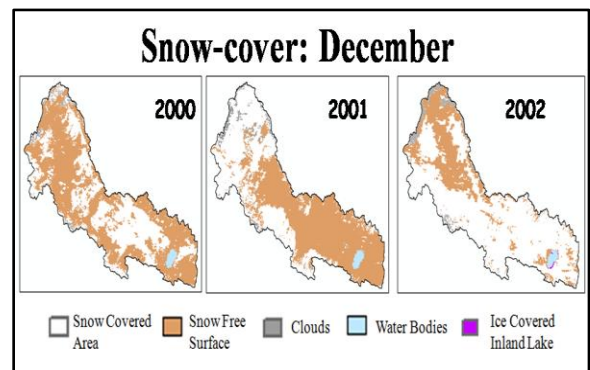 Snow-cover: December
2000
2001
2002
Snow Covered Area
Snow Free Surface
Clouds
Water Bodies
Ice Covered Inland Lake